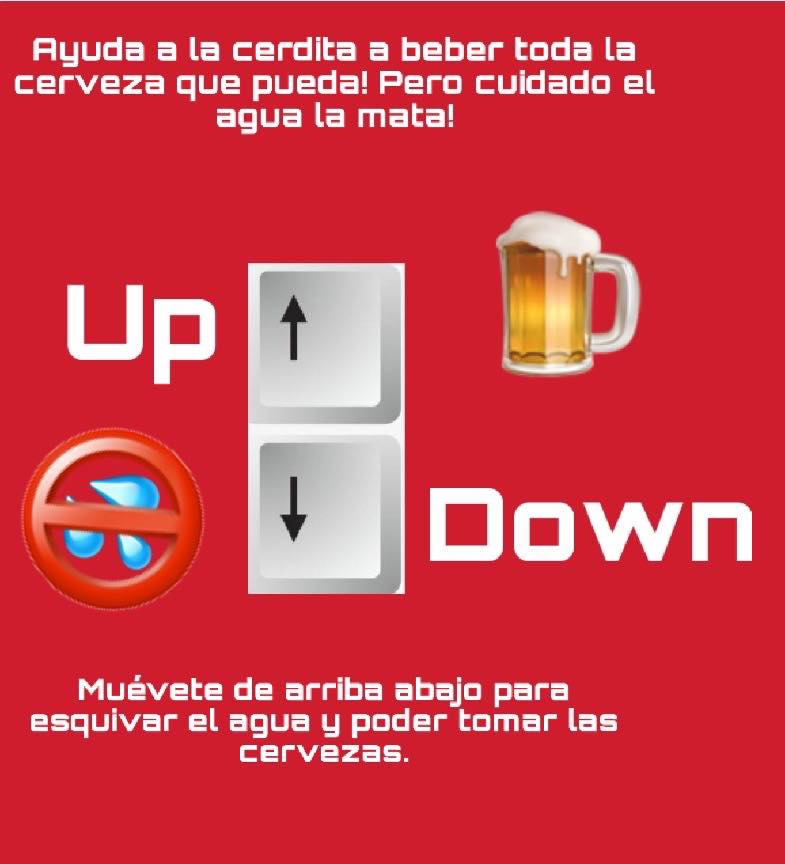 Ayuda a la cerdita a beber toda la
cerveza que pueda! Pero cuidado el
agua la mata!
Up
Down
Muévete de arriba abajo para
esquivar el agua y poder tomar las
cervezas.